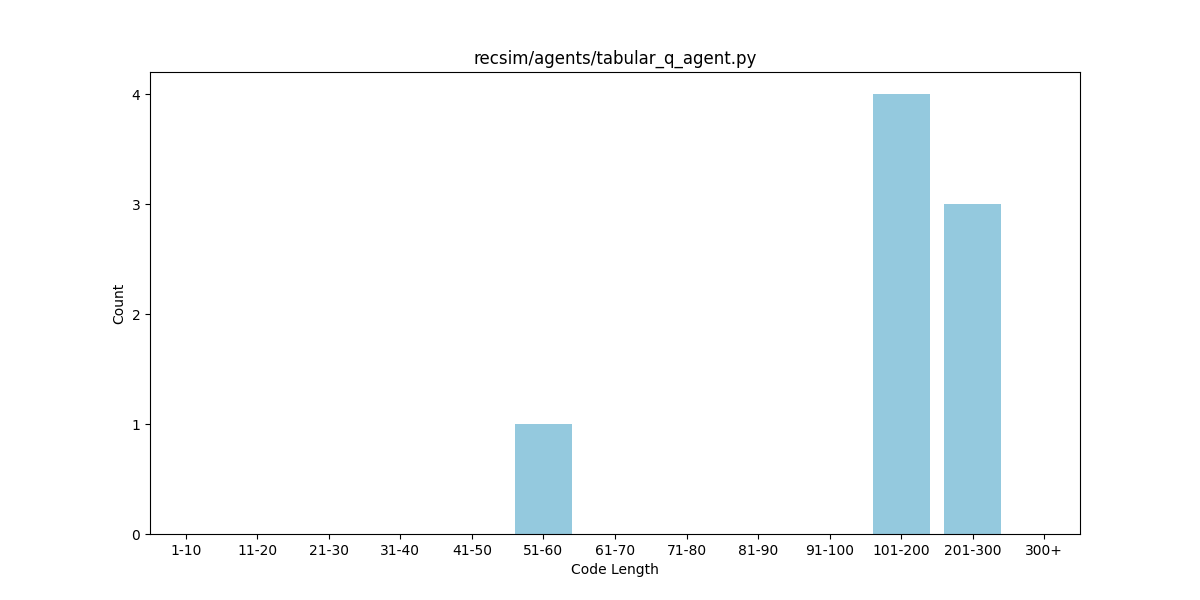 recsim/agents/tabular_q_agent.py
4
3
2
1
0
Count
1-10 11-20 21-30 31-40 41-50 51-60 61-70 71-80 81-90 91-100 101-200 201-300 300+
Code Length